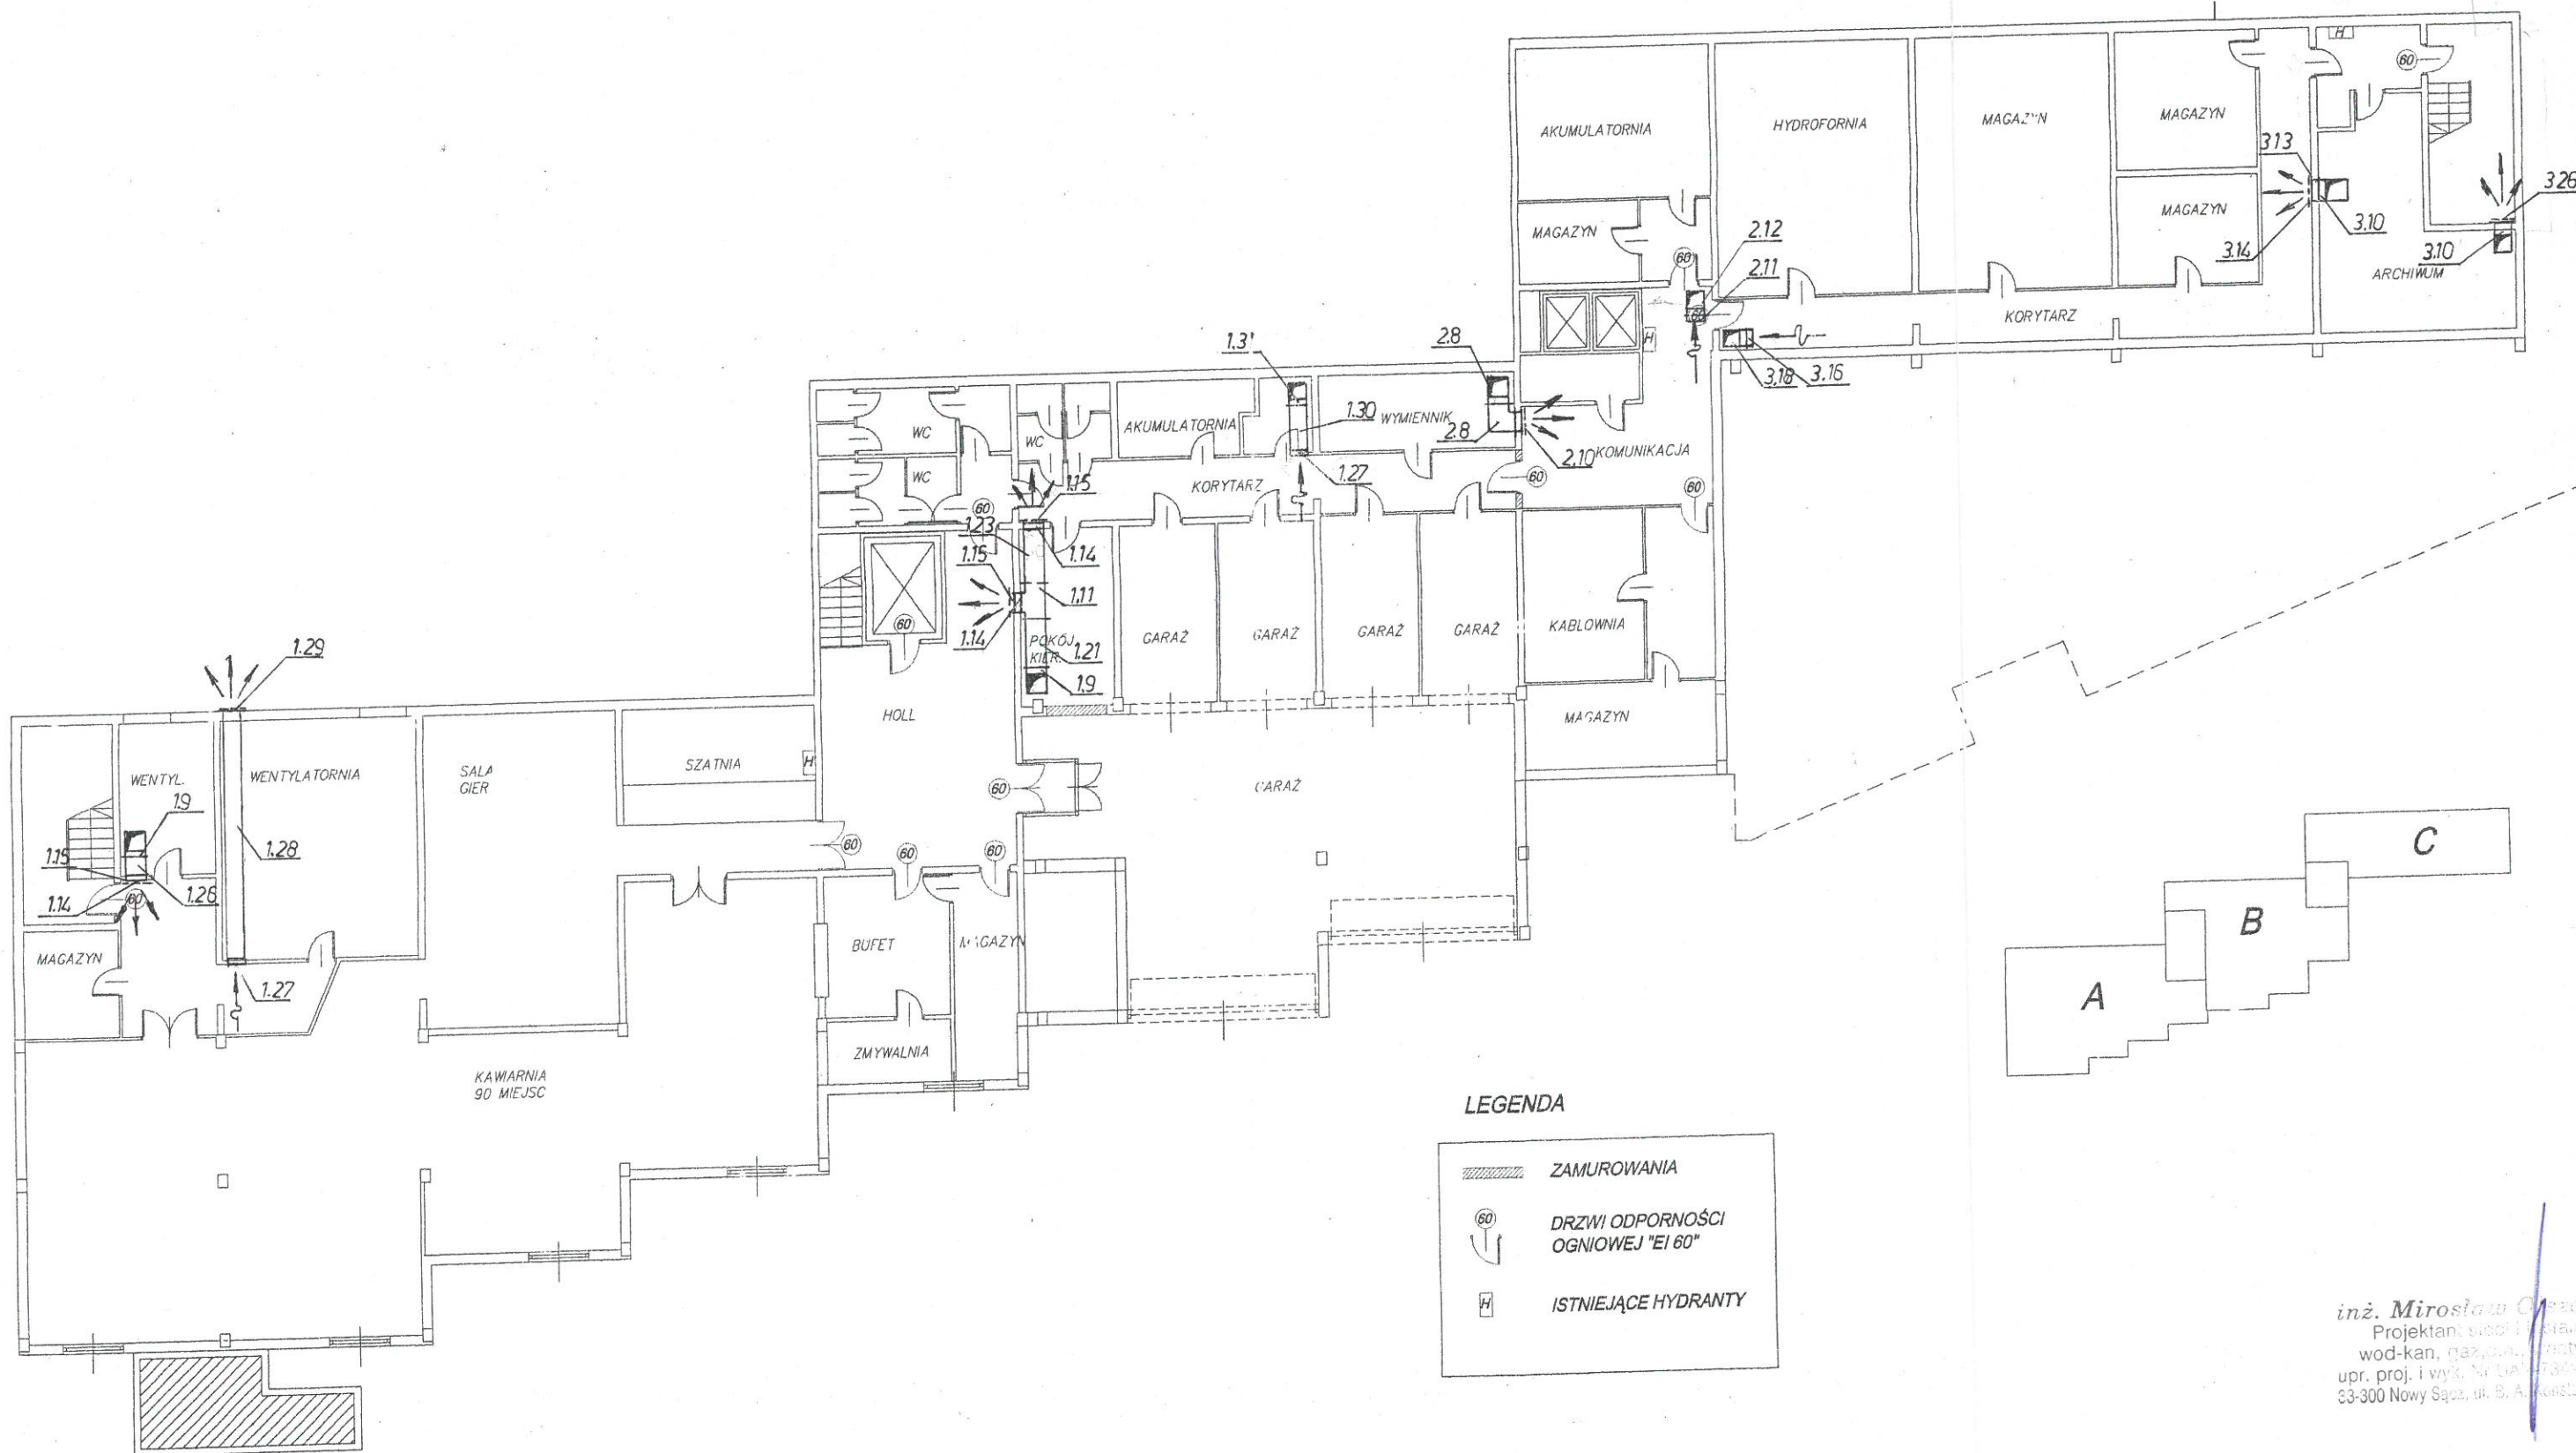 H
60
AKUMULATORNIA
HYDROFORNIA
MAGAZYN
MAGAZYN
3.13
3.26
MAGAZYN
MAGAZYN
2.12
3.10
3.14
3.10
60
2.11
ARCHIWUM
60
KORYTARZ
H
1.3'
2.8
3.18
3.16
1.30
WYMIENNIK
AKUMULATORNIA
WC
WC
2.8
2.10
KOMUNIKACJA
1.27
WC
1.15
KORYTARZ
60
60
60
1.23
1.15
1.14
1.11
60
1.14
POKÓJ
KIER.
1.21
GARAŻ
GARAŻ
GARAŻ
GARAŻ
KABLOWNIA
1.29
1.9
HOLL
MAGAZYN
WENTYL.
WENTYLATORNIA
SALA
GIER
SZATNIA
H
60
GARAŻ
1.9
1.15
1.28
60
60
60
1.14
60
1.26
C
B
BUFET
MAGAZYN
MAGAZYN
1.27
A
ZMYWALNIA
KAWIARNIA
90 MIEJSC
LEGENDA
ZAMUROWANIA
60
DRZWI ODPORNOŚCI
OGNIOWEJ "EI 60"
H
ISTNIEJĄCE HYDRANTY
inż. Mirosław
Projektant
wod-kan,
upr. proj. i wyk.
33-300 Nowy Sącz, ul. B.